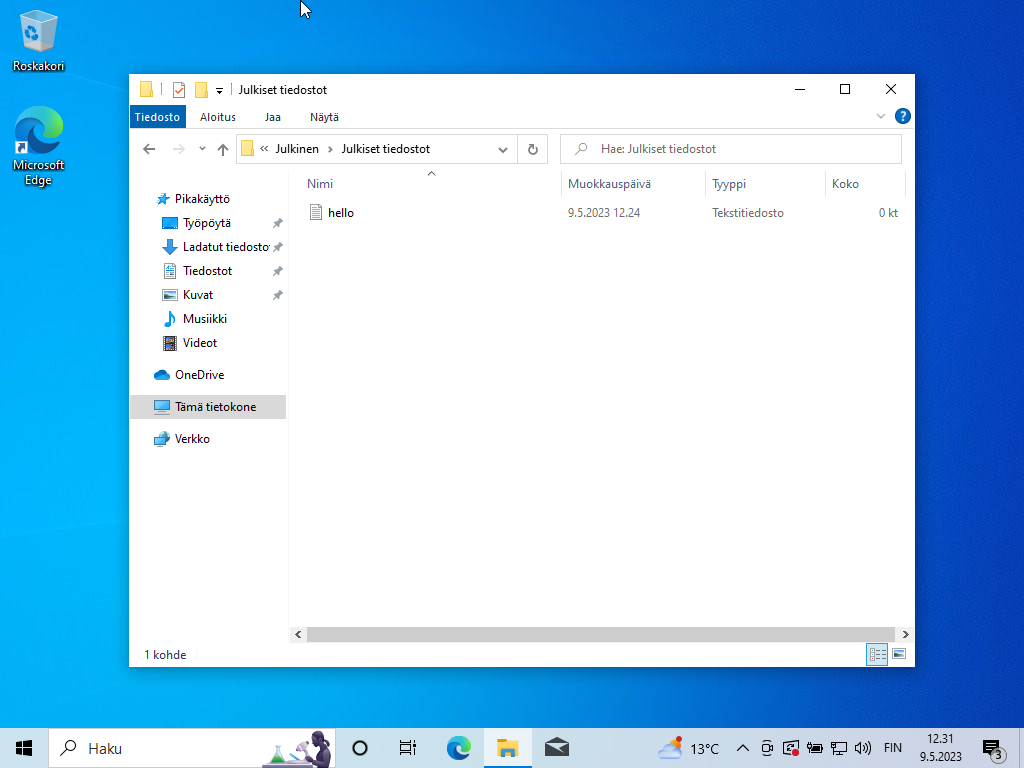 Roskakori
Microsoft
Edge
Julkiset tiedostot
Tiedosto
Aloitus
Jaa
Näytä
?
« Julkinen › Julkiset tiedostot
Hae: Julkiset tiedostot
Nimi
Muokkauspäivä
Tyyppi
Koko
hello
9.5.2023 12.24
Tekstitiedosto
0 kt
Pikakäyttö
Työpöytä
Ladatut tiedosto
Tiedostot
Kuvat
Musiikki
Videot
OneDrive
Tämä tietokone
Verkko
1 kohde
Haku
13°C
FIN
12.31
9.5.2023
3